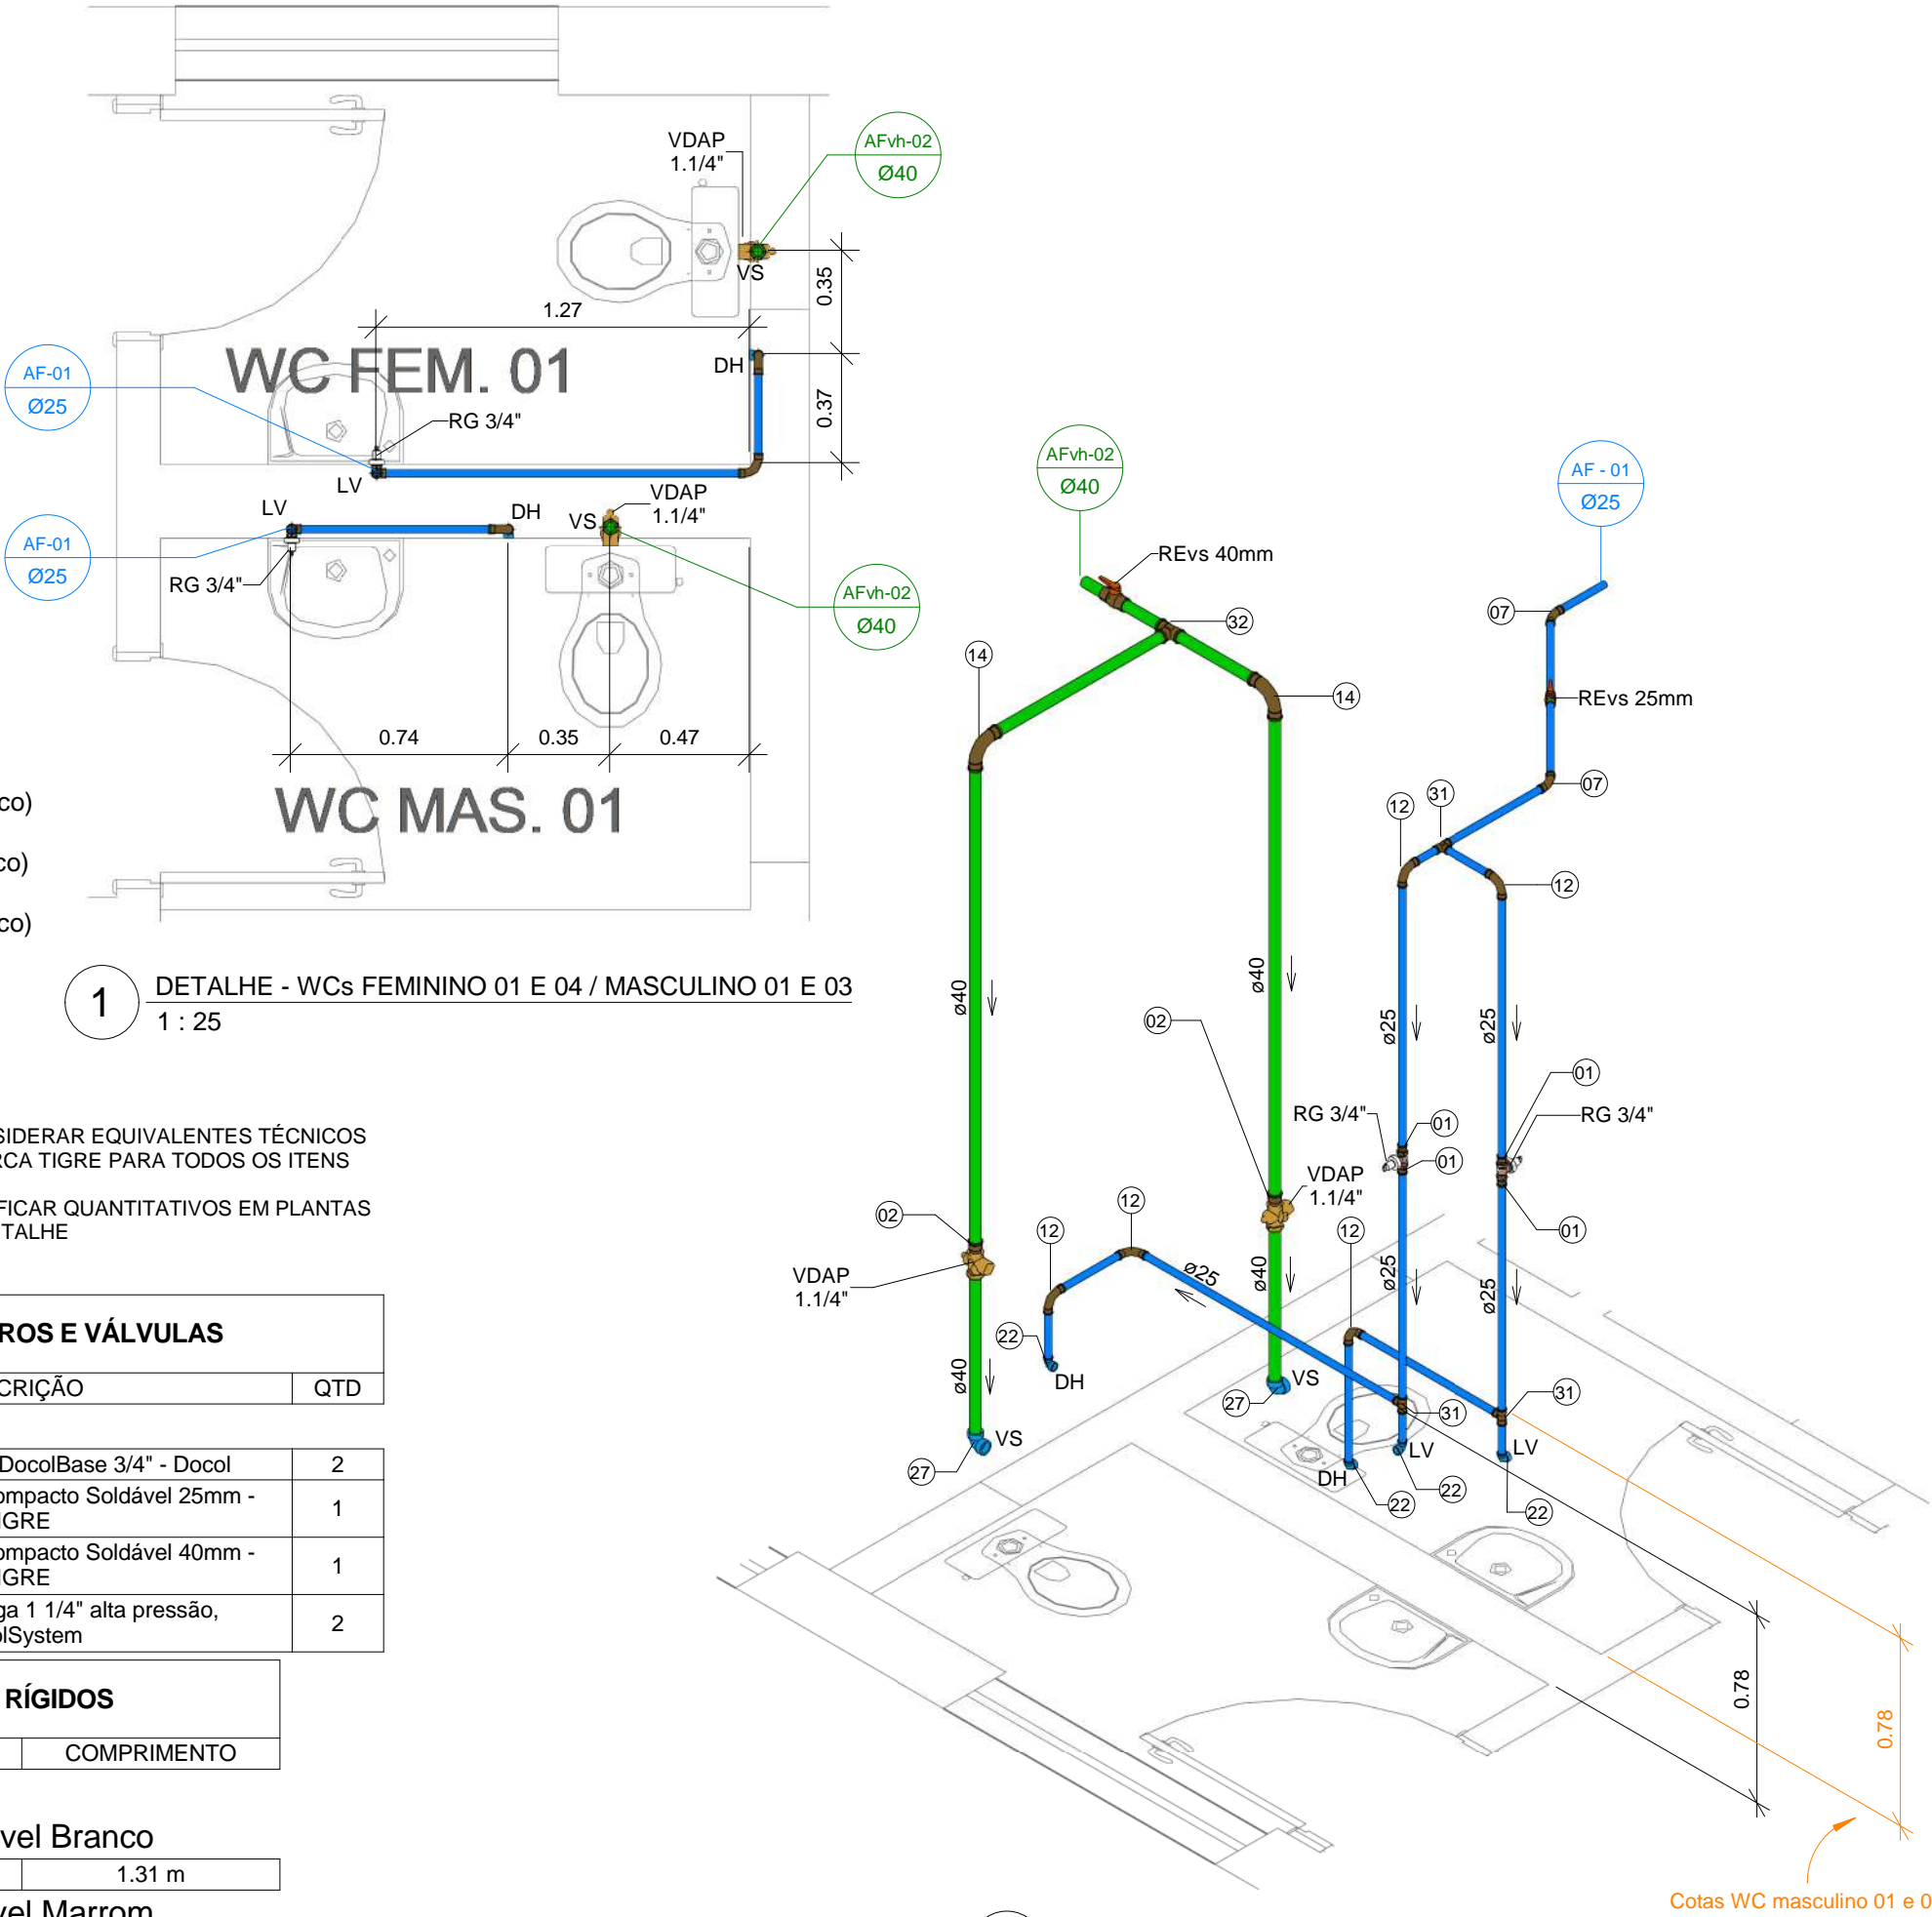 VDAP
1.1/4"
AFvh-02
Ø40
VS
0.35
1.27
WC FEM. 01
DH
AF-01
Ø25
RG 3/4"
0.37
LV
LV
DH
VS
VDAP
1.1/4"
AF-01
Ø25
RG 3/4"
AFvh-02
Ø40
0.74
0.35
0.47
WC MAS. 01
co)
co)
co)
1
DETALHE - WCs FEMININO 01 E 04 / MASCULINO 01 E 03
1 : 25
SIDERAR EQUIVALENTES TÉCNICOS
RCA TIGRE PARA TODOS OS ITENS
FICAR QUANTITATIVOS EM PLANTAS
TALHE
ROS E VÁLVULAS
CRIÇÃO
QTD
DocolBase 3/4" - Docol
2
ompacto Soldável 25mm -
IGRE
1
ompacto Soldável 40mm -
IGRE
1
ga 1 1/4" alta pressão,
olSystem
2
RÍGIDOS
COMPRIMENTO
vel Branco
1.31 m
vel Marrom
AFvh-02
Ø40
AF - 01
Ø25
REvs 40mm
32
07
14
14
REvs 25mm
07
31
12
12
ø40
ø40
ø25
ø25
02
01
RG 3/4"
RG 3/4"
01
01
01
VDAP
1.1/4"
02
12
12
12
ø25
ø40
ø25
ø25
VDAP
1.1/4"
22
DH
ø40
VS
27
31
31
VS
27
LV
LV
DH
22
22
22
0.78
0.78
Cotas WC masculino 01 e 0